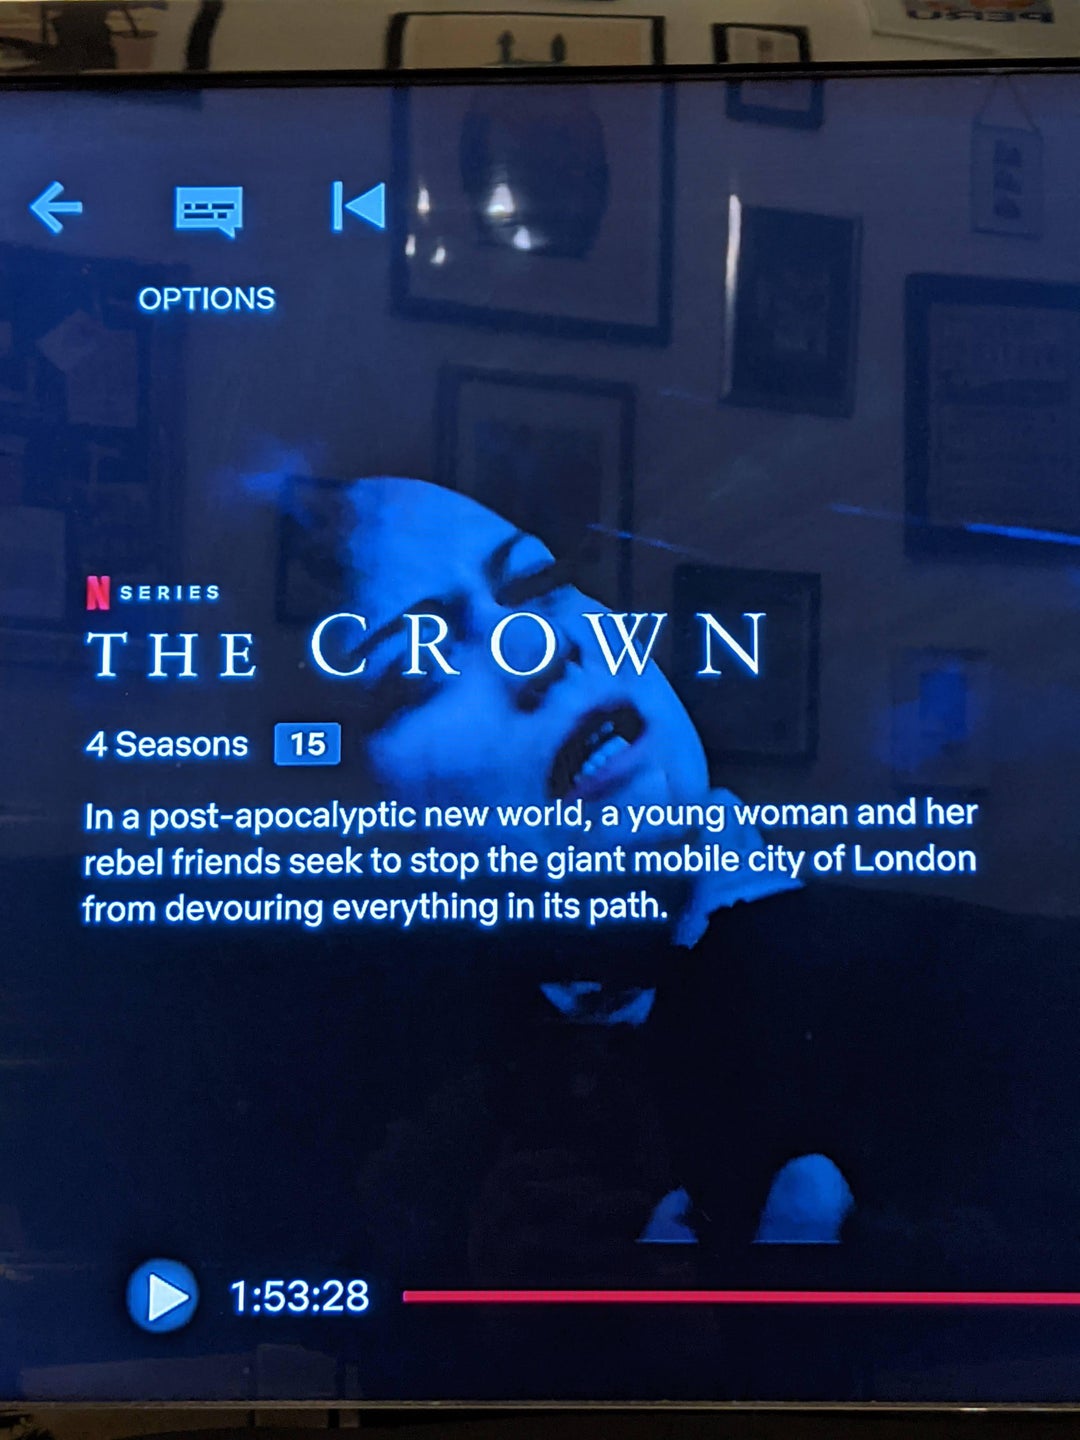 OPTIONS
N SERIES
THE CROWN
4 Seasons 15
In a post-apocalyptic new world, a young woman and her
rebel friends seek to stop the giant mobile city of London
from devouring everything in its path.
1:53:28